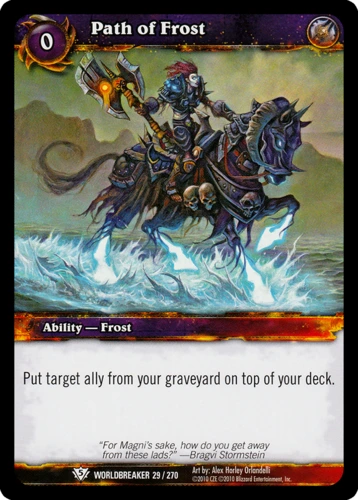 0
Path of Frost
Ability — Frost
Put target ally from your graveyard on top of your deck.
"For Magni's sake, how do you get away
from these lads?" —Bragvi Stormstein
WORLDBREAKER 29 / 270
Art by: Alex Horley Orlandelli
©2010 CZE ©2010 Blizzard Entertainment, Inc.